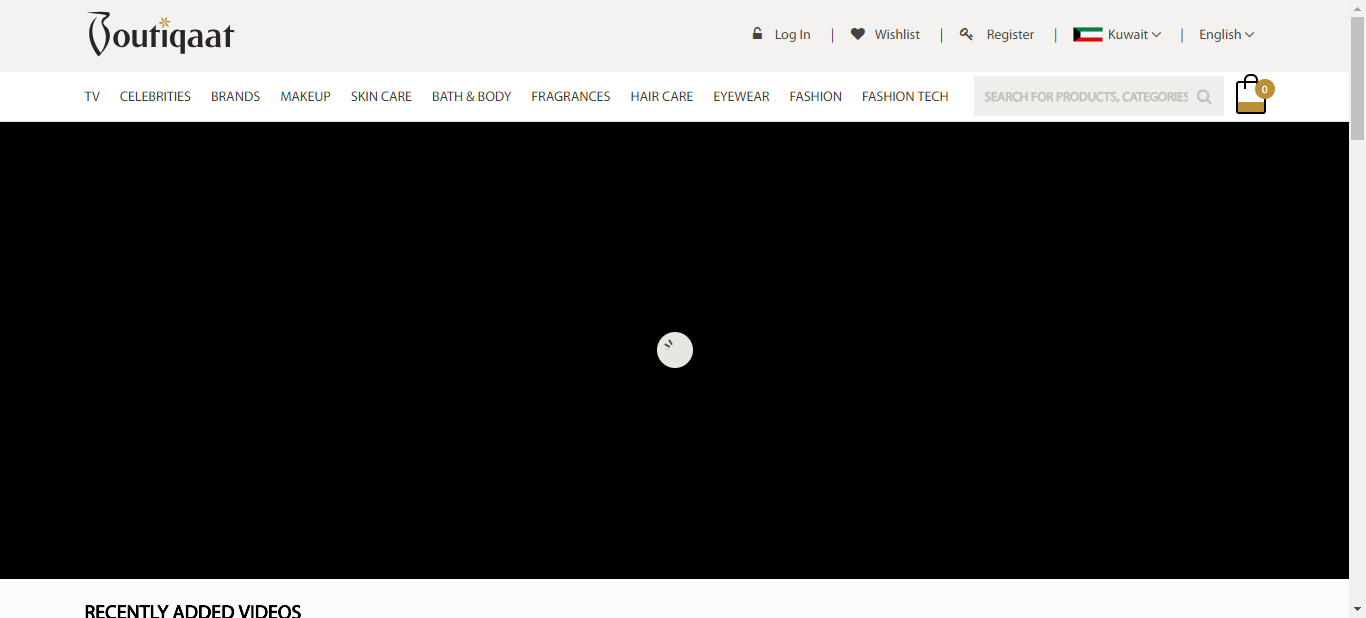 Boutiqaat
Log In | Wishlist | Register | Kuwait | English
TV CELEBRITIES BRANDS MAKEUP SKIN CARE BATH & BODY FRAGRANCES HAIR CARE EYEWEAR FASHION FASHION TECH SEARCH FOR PRODUCTS, CATEGORIES 0
RECENTLY ADDED VIDEOS